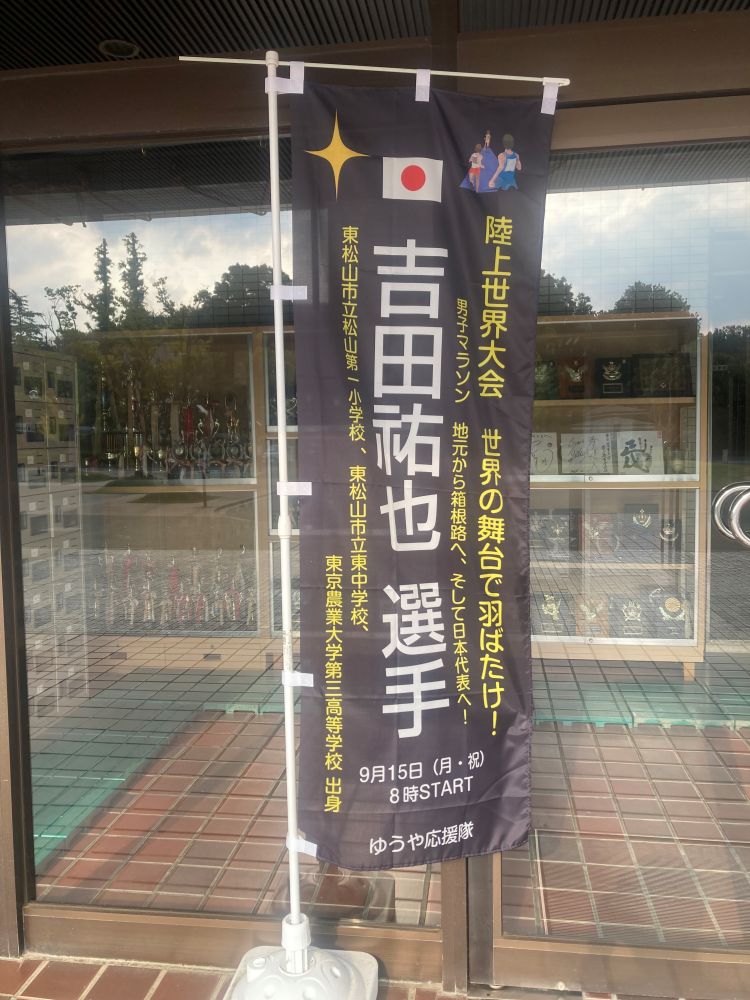 陸上世界大会 世界の舞台で羽ばたけ！
男子マラソン 地元から箱根路へ、そして日本代表へ！
吉田祐也 選手
東松山市立松山第一小学校、東松山市立東中学校、
東京農業大学第三高等学校 出身
9月15日（月・祝）
8時START
ゆうや応援隊